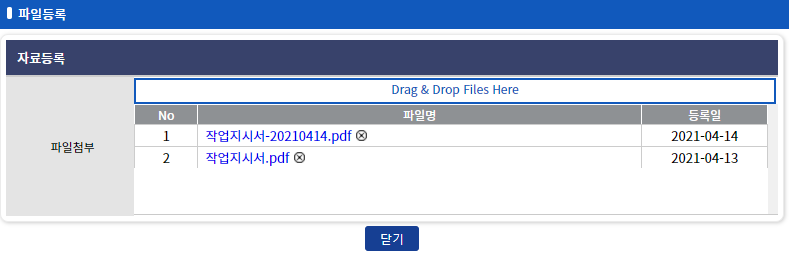 파일등록
자료등록
파일첨부
Drag & Drop Files Here
No 파일명 등록일
1 작업지시서-20210414.pdf 2021-04-14
2 작업지시서.pdf 2021-04-13
닫기